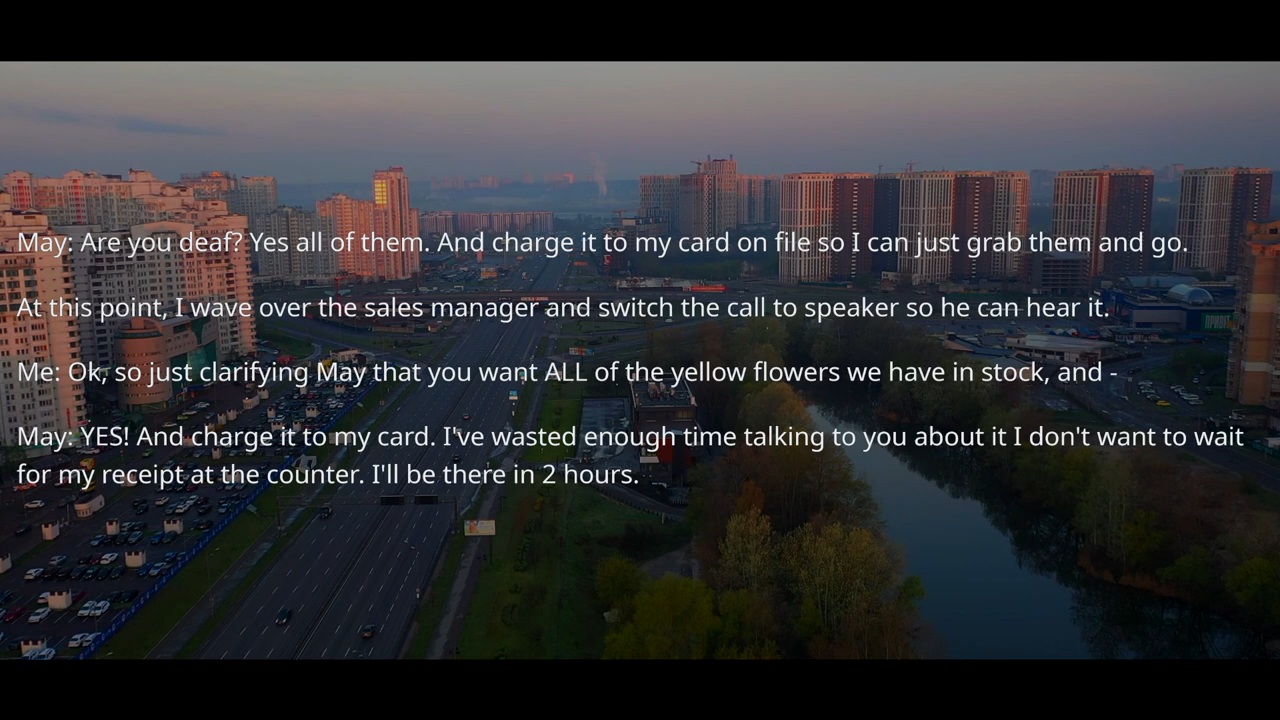 May: Are you deaf? Yes all of them. And charge it to my card on file so I can just grab them and go.
At this point, I wave over the sales manager and switch the call to speaker so he can hear it.
Me: Ok, so just clarifying May that you want ALL of the yellow flowers we have in stock, and -
May: YES! And charge it to my card. I've wasted enough time talking to you about it I don't want to wait
for my receipt at the counter. I'll be there in 2 hours.
ПРИВІТ